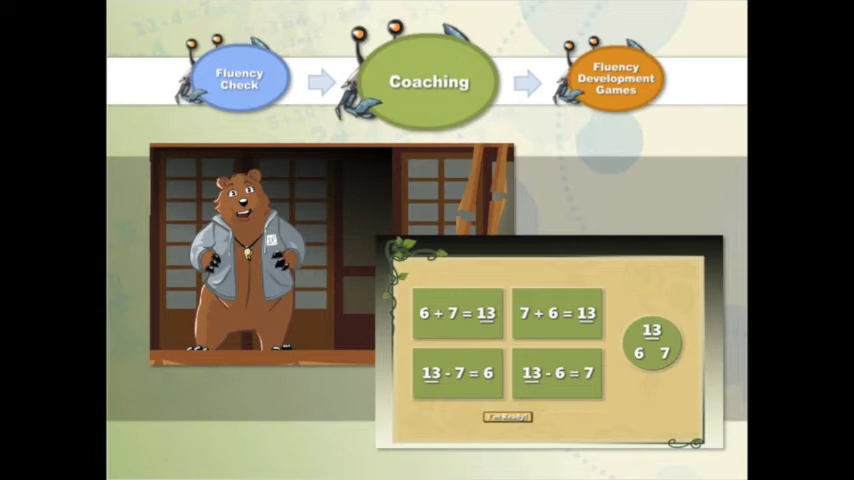 Fluency
Check
Coaching
Fluency
Development
Games
6 + 7 = 13
7 + 6 = 13
13 - 7 = 6
13 - 6 = 7
13
6 7
I'm Ready!